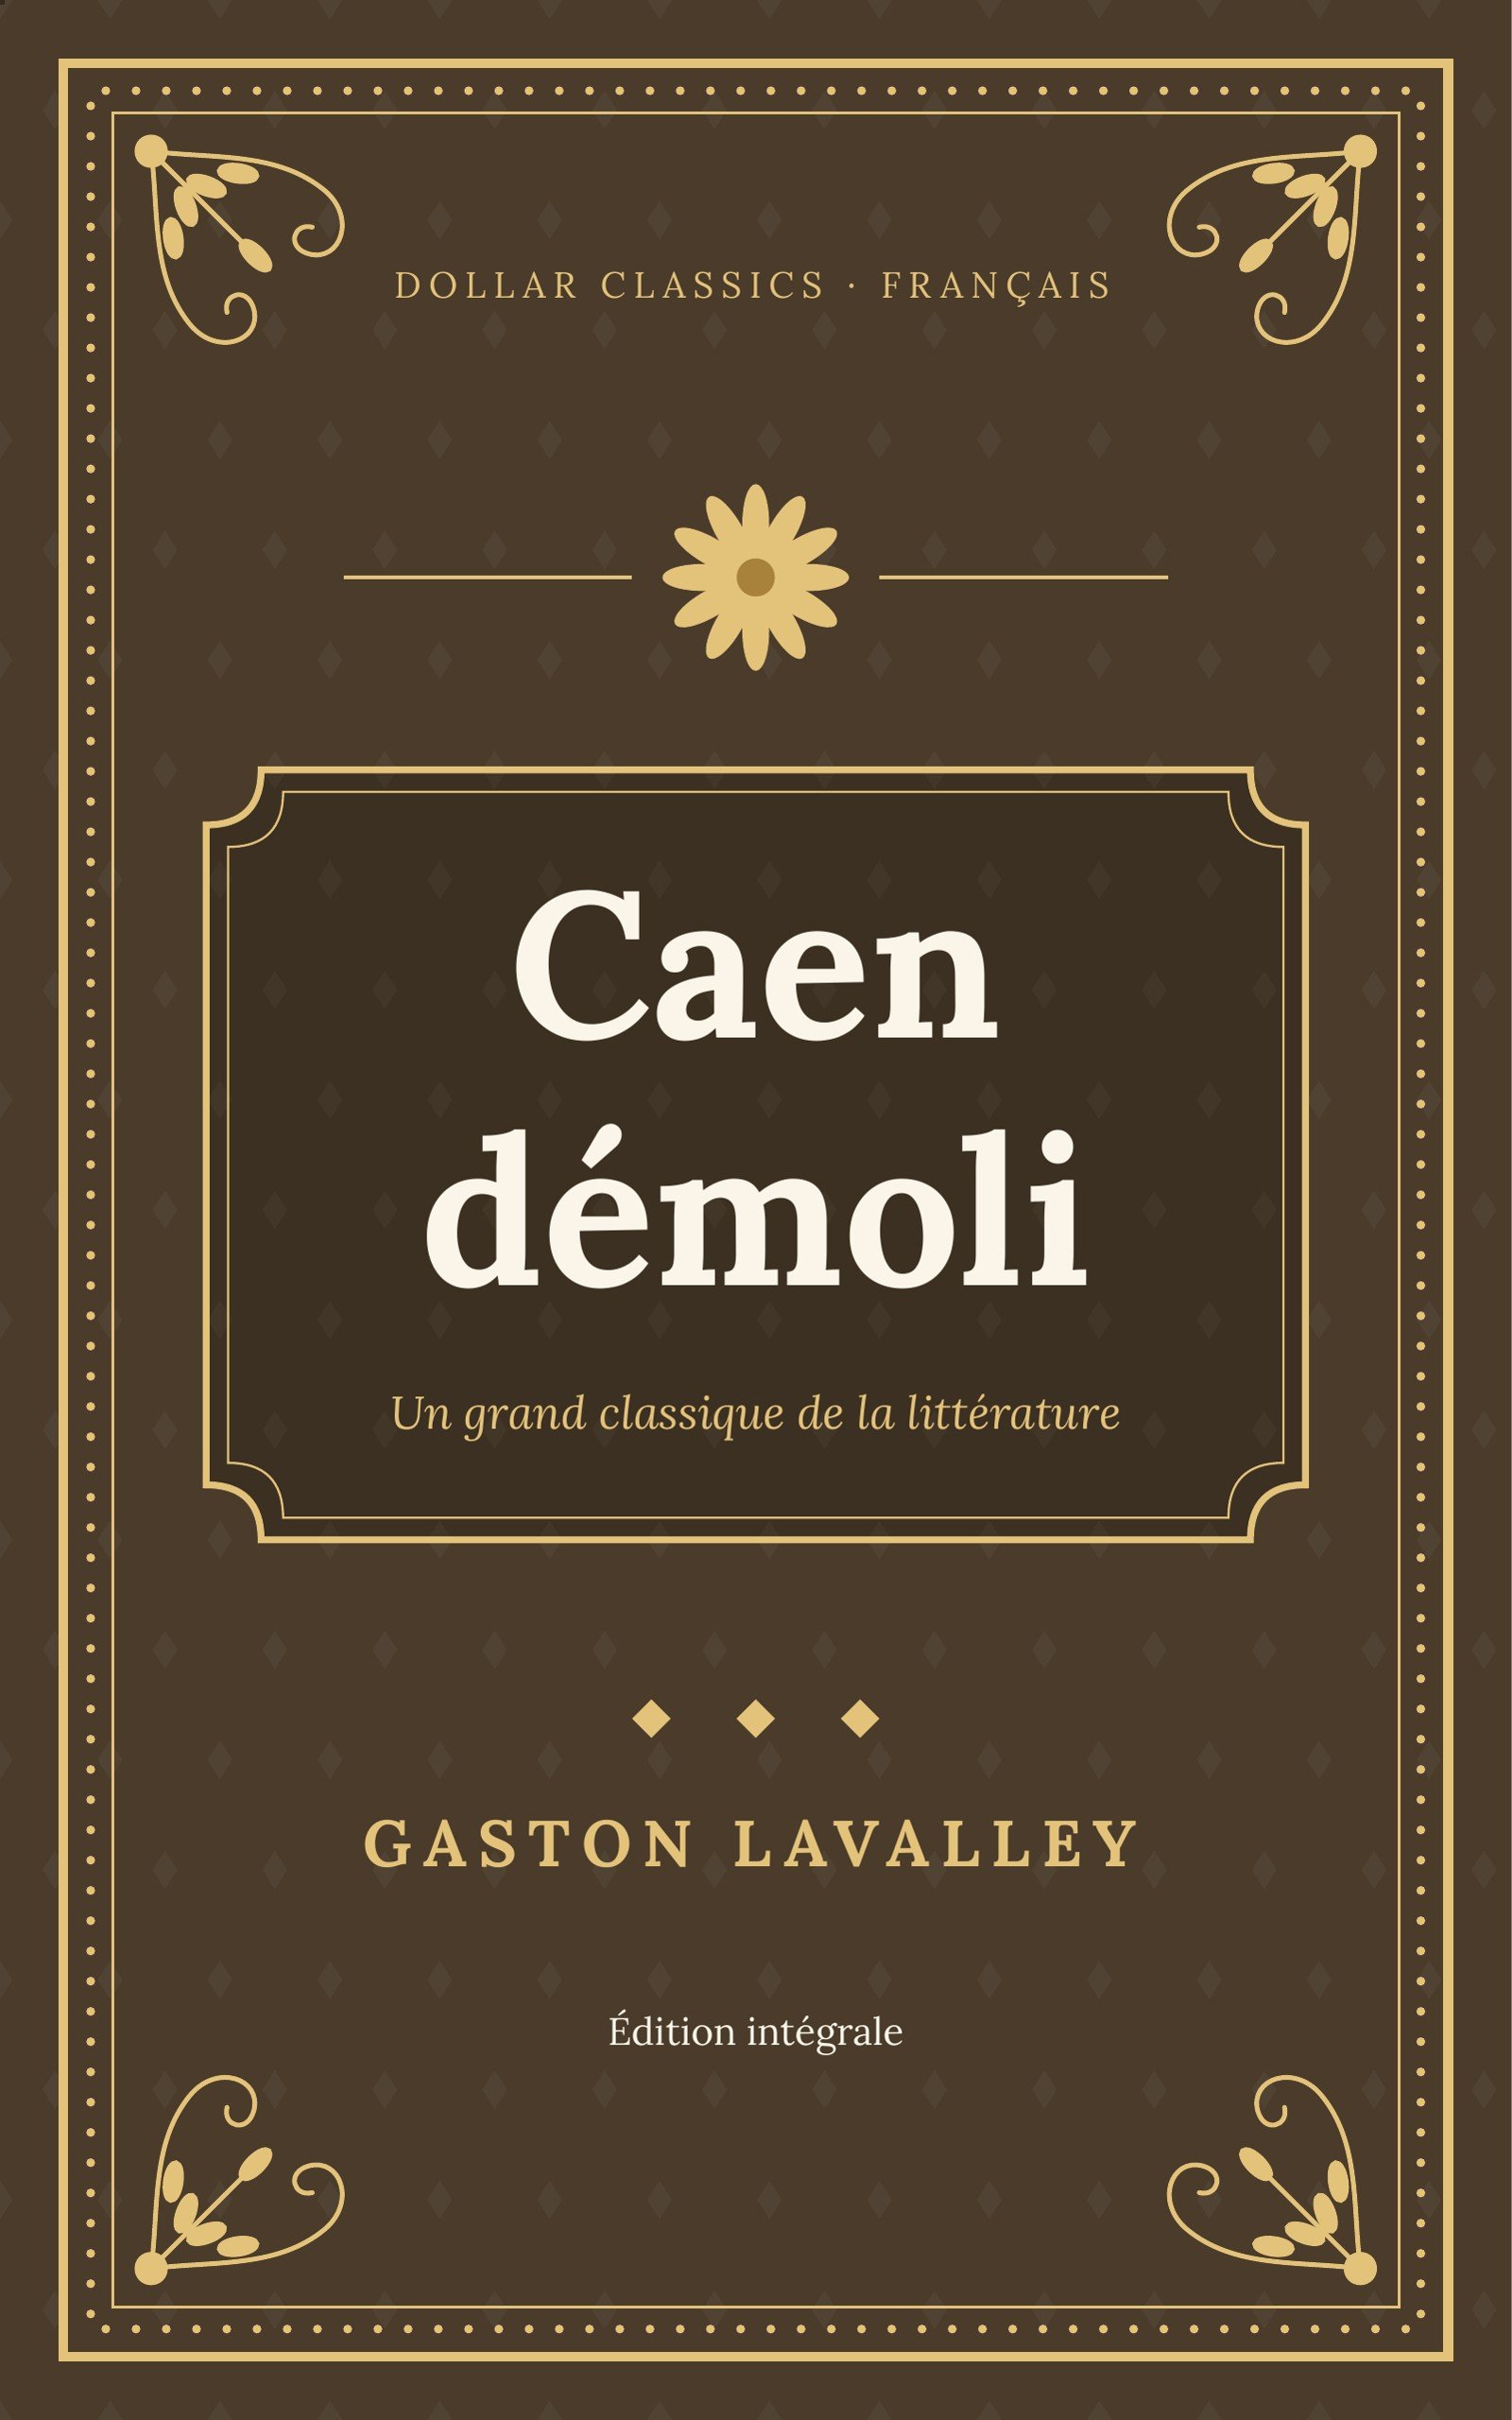 DOLLAR CLASSICS · FRANÇAIS
Caen
démoli
Un grand classique de la littérature
GASTON LAVALLEY
Édition intégrale